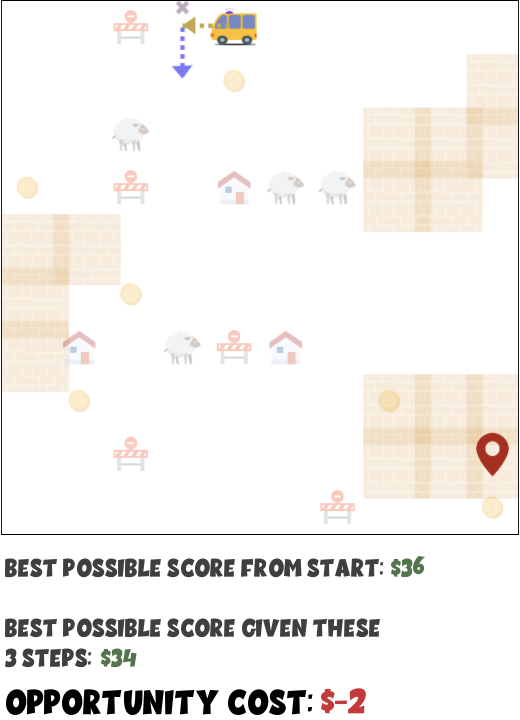 BEST POSSIBLE SCORE FROM START: $36
BEST POSSIBLE SCORE GIVEN THESE
3 STEPS: $34
OPPORTUNITY COST: $-2